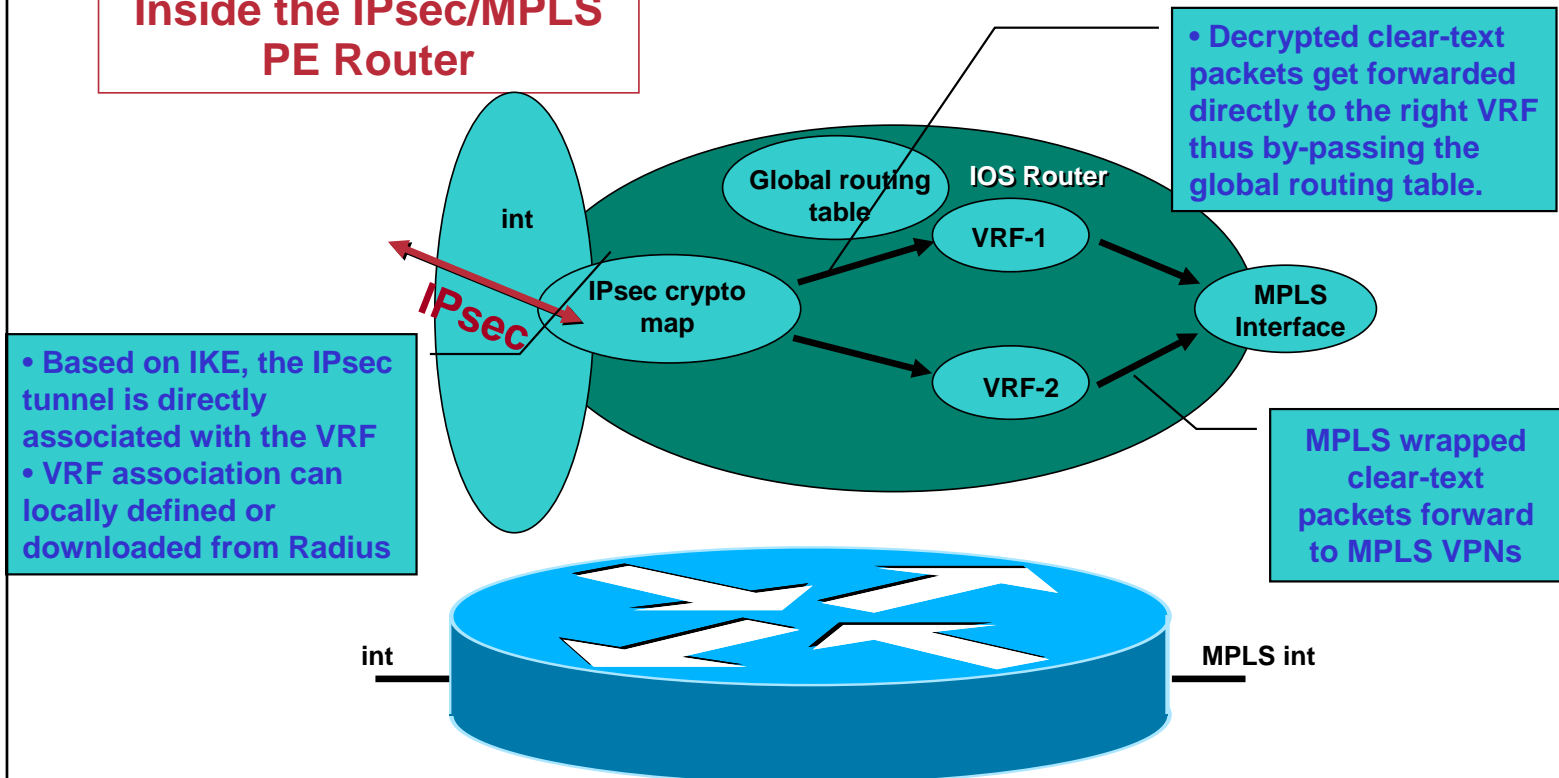 Inside the IPsec/MPLS
PE Router
• Decrypted clear-text
packets get forwarded
directly to the right VRF
thus by-passing the
global routing table.
Global routing
table
IOS Router
int
VRF-1
IPsec crypto
map
MPLS
Interface
IPsec
• Based on IKE, the IPsec
tunnel is directly
associated with the VRF
• VRF association can
locally defined or
downloaded from Radius
VRF-2
MPLS wrapped
clear-text
packets forward
to MPLS VPNs
int
MPLS int